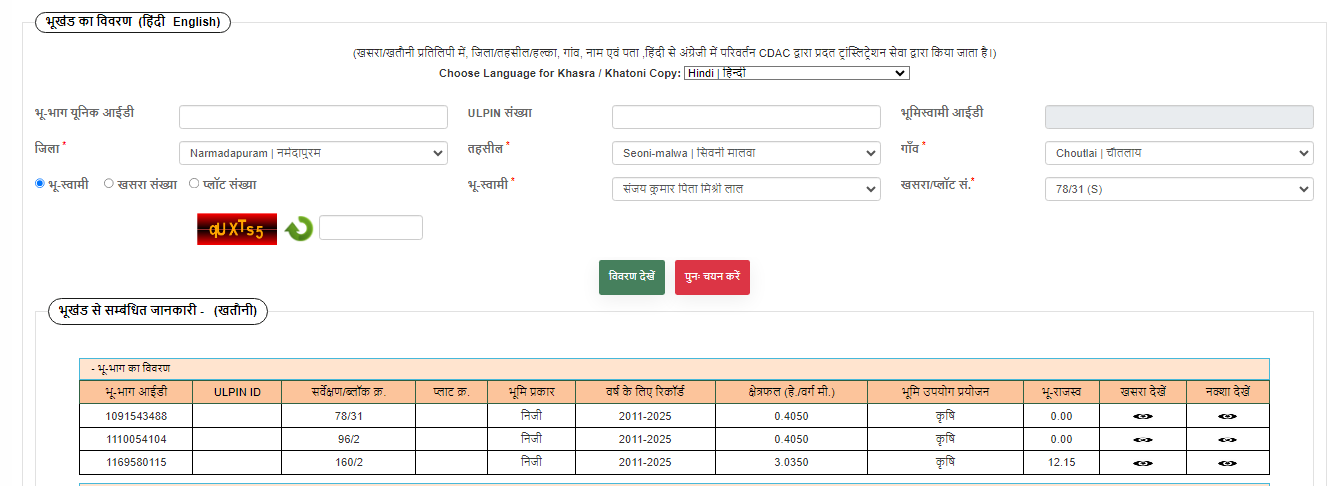 भूखंड का विवरण (हिंदी English)
(खसरा/खतौनी प्रतिलिपी में, जिला/तहसील/हल्का, गांव, नाम एवं पता ,हिंदी से अंग्रेजी में परिवर्तन CDAC द्वारा प्रदत ट्रांस्लिट्रेशन सेवा द्वारा किया जाता है।)
Choose Language for Khasra / Khatoni Copy: Hindi | हिन्दी
भू-भाग यूनिक आईडी ULPIN संख्या भूमिस्वामी आईडी
जिला * Narmadapuram | नर्मदापुरम तहसील * Seoni-malwa | सिवनी मालवा गाँव * Choutlai | चौतलाय
भू-स्वामी खसरा संख्या प्लॉट संख्या भू-स्वामी * संजय कुमार पिता मिश्री लाल खसरा/प्लॉट सं.* 78/31 (S)
qUXTs5
विवरण देखें पुनः चयन करें
भूखंड से सम्बंधित जानकारी - (खतौनी)
- भू-भाग का विवरण
भू-भाग आईडी ULPIN ID सर्वेक्षण/ब्लॉक क्र. प्लाट क्र. भूमि प्रकार वर्ष के लिए रिकॉर्ड क्षेत्रफल (हे./वर्ग मी.) भूमि उपयोग प्रयोजन भू-राजस्व खसरा देखें नक्शा देखें
1091543488 78/31 निजी 2011-2025 0.4050 कृषि 0.00
1110054104 96/2 निजी 2011-2025 0.4050 कृषि 0.00
1169580115 160/2 निजी 2011-2025 3.0350 कृषि 12.15